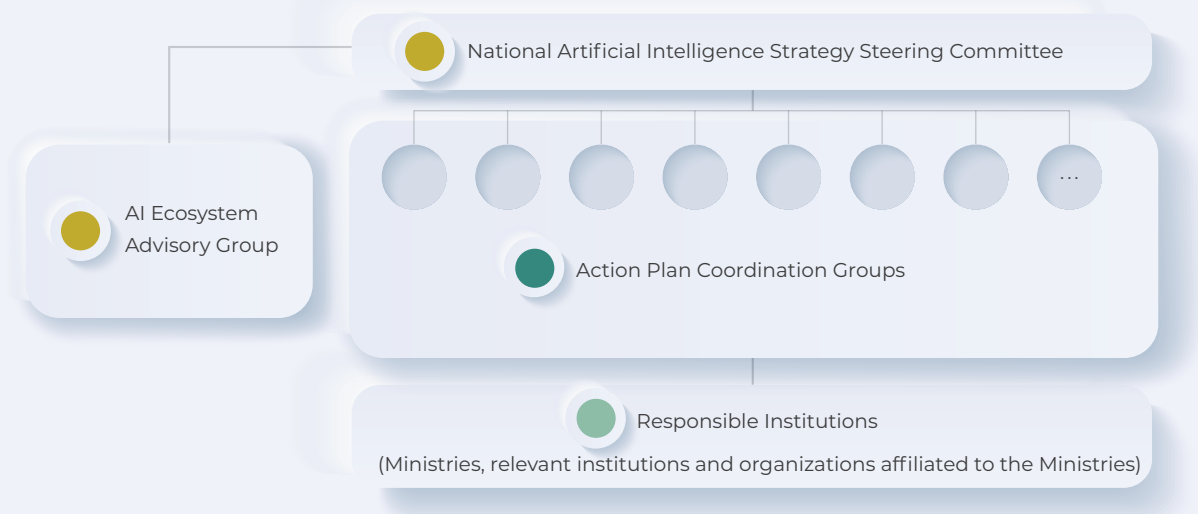 National Artificial Intelligence Strategy Steering Committee
...
AI Ecosystem
Advisory Group
Action Plan Coordination Groups
Responsible Institutions
(Ministries, relevant institutions and organizations affiliated to the Ministries)